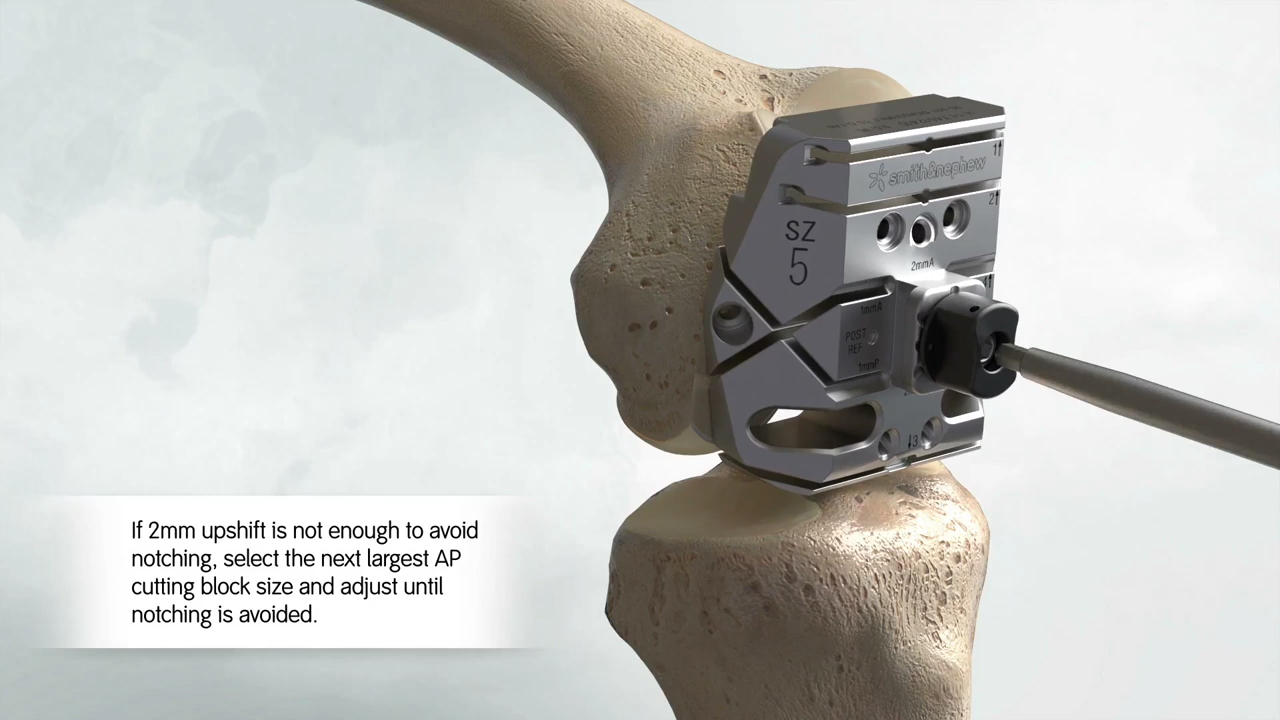 smith&nephew
1
2
SZ
5
2mmA
1
1mmA
POST
REF
1mmP
3
If 2mm upshift is not enough to avoid
notching, select the next largest AP
cutting block size and adjust until
notching is avoided.